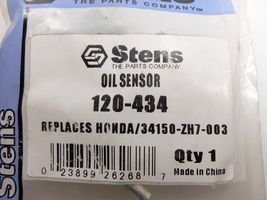 THE PARTS COMPANY
Stens
THE PARTS COMPANY
OIL SENSOR
120-434
REPLACES HONDA/34150-ZH7-003
Qty 1
Made in China
0 23899 26268 7
Stens